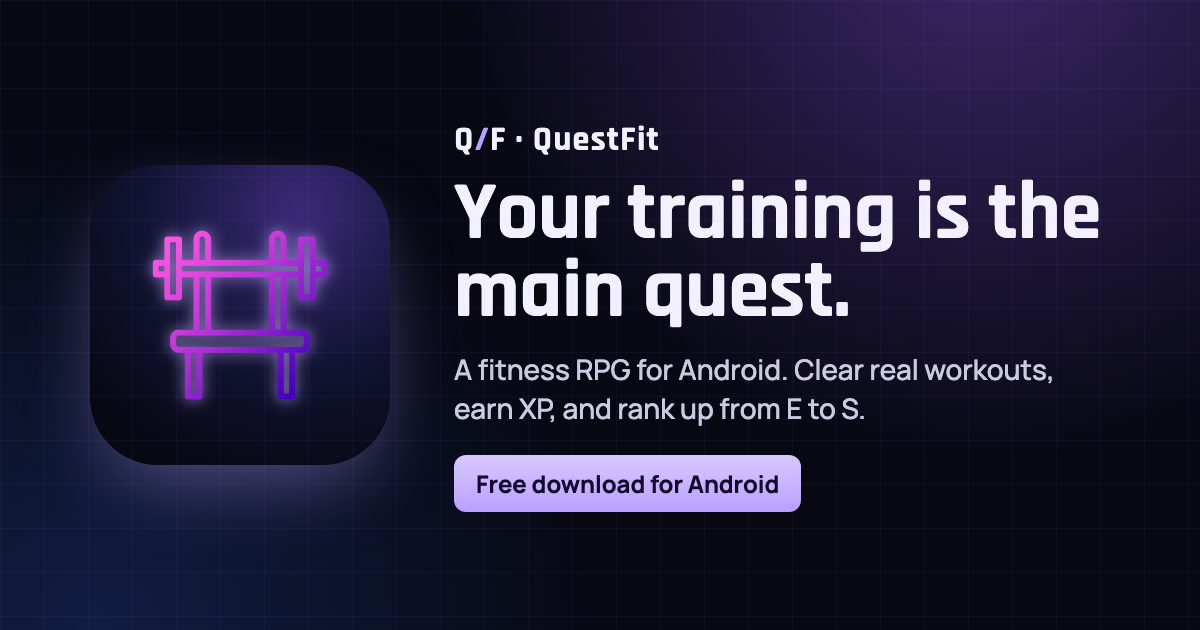 Q/F · QuestFit
Your training is the
main quest.
A fitness RPG for Android. Clear real workouts,
earn XP, and rank up from E to S.
Free download for Android